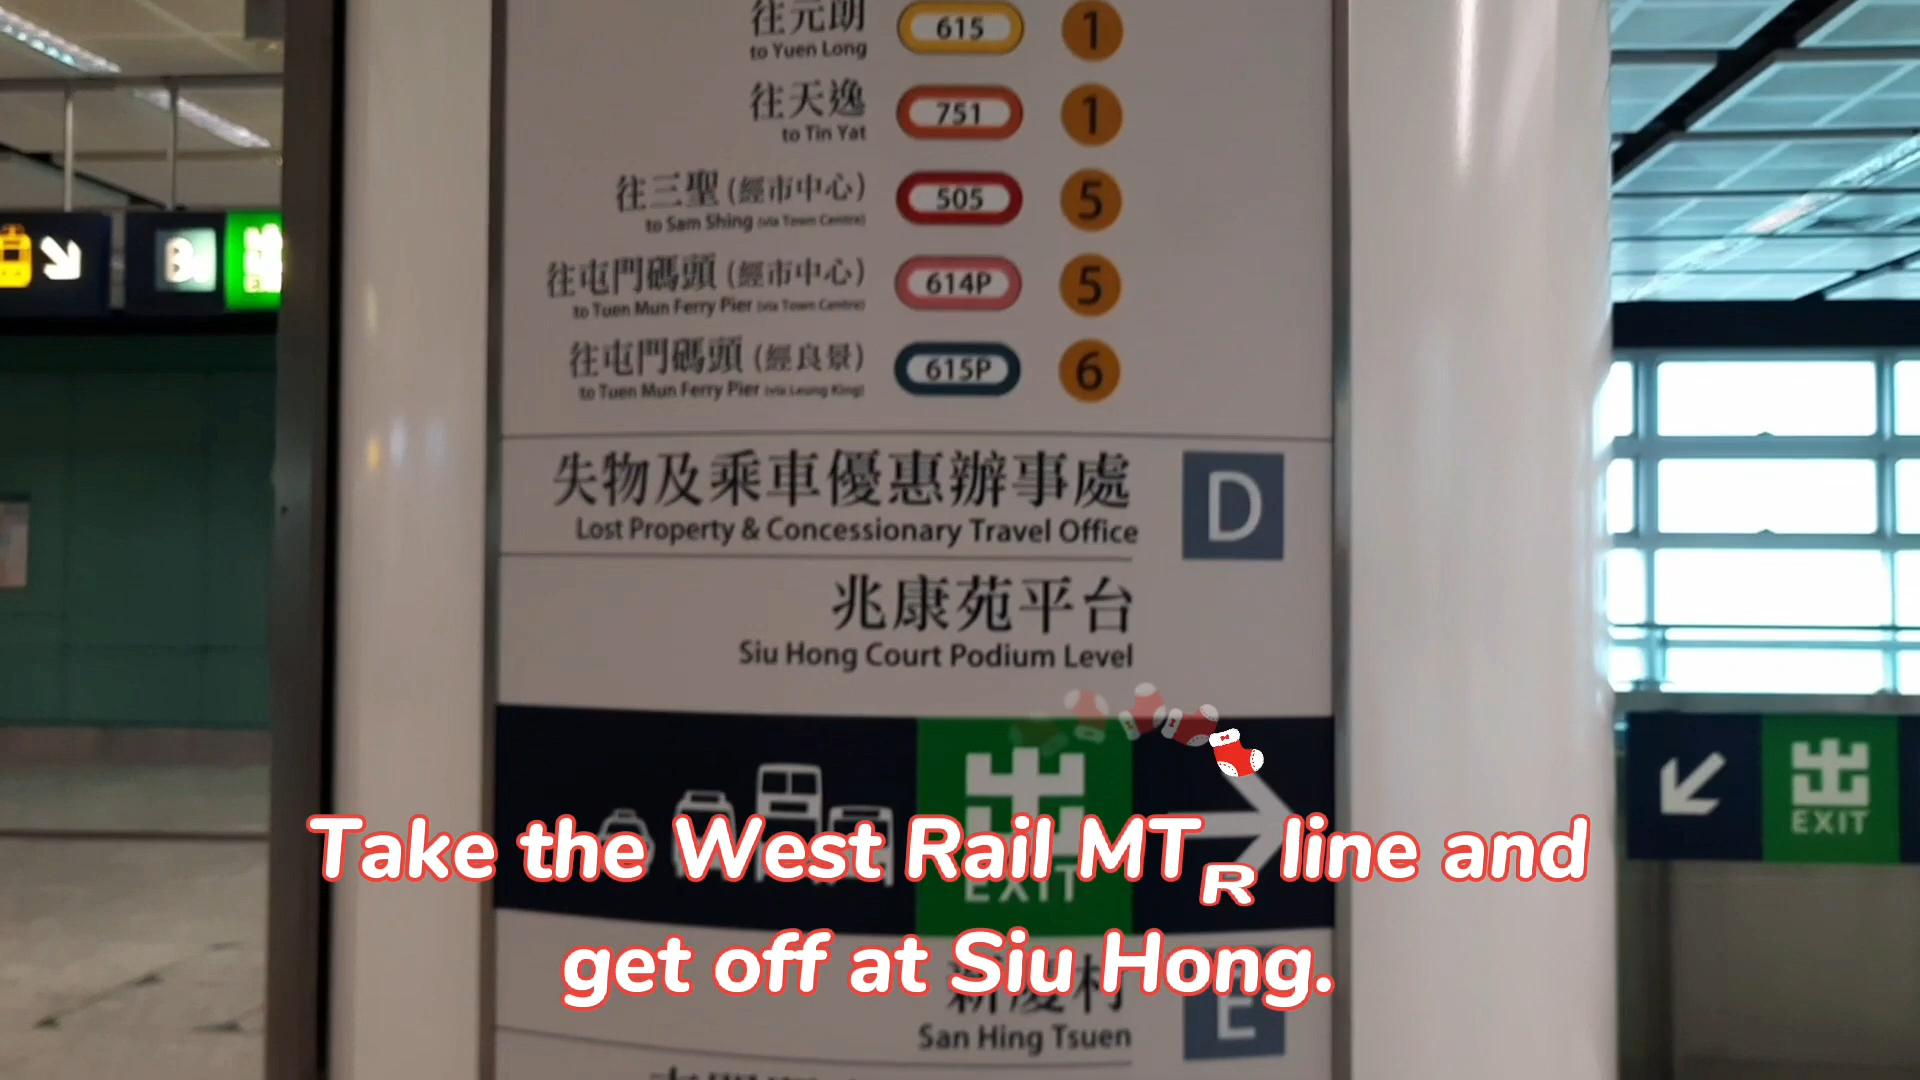 往元朗 615 1
to Yuen Long
往天逸 751 1
to Tin Yat
往三聖 (經市中心) 505 5
to Sam Shing (via Town Centre)
往屯門碼頭 (經市中心) 614P 5
to Tuen Mun Ferry Pier (via Town Centre)
往屯門碼頭 (經良景) 615P 6
to Tuen Mun Ferry Pier (via Leung King)
B
失物及乘車優惠辦事處 D
Lost Property & Concessionary Travel Office
兆康苑平台
Siu Hong Court Podium Level
出
EXIT
出
EXIT
Take the West Rail MTR line and
get off at Siu Hong.
新慶村 E
San Hing Tsuen